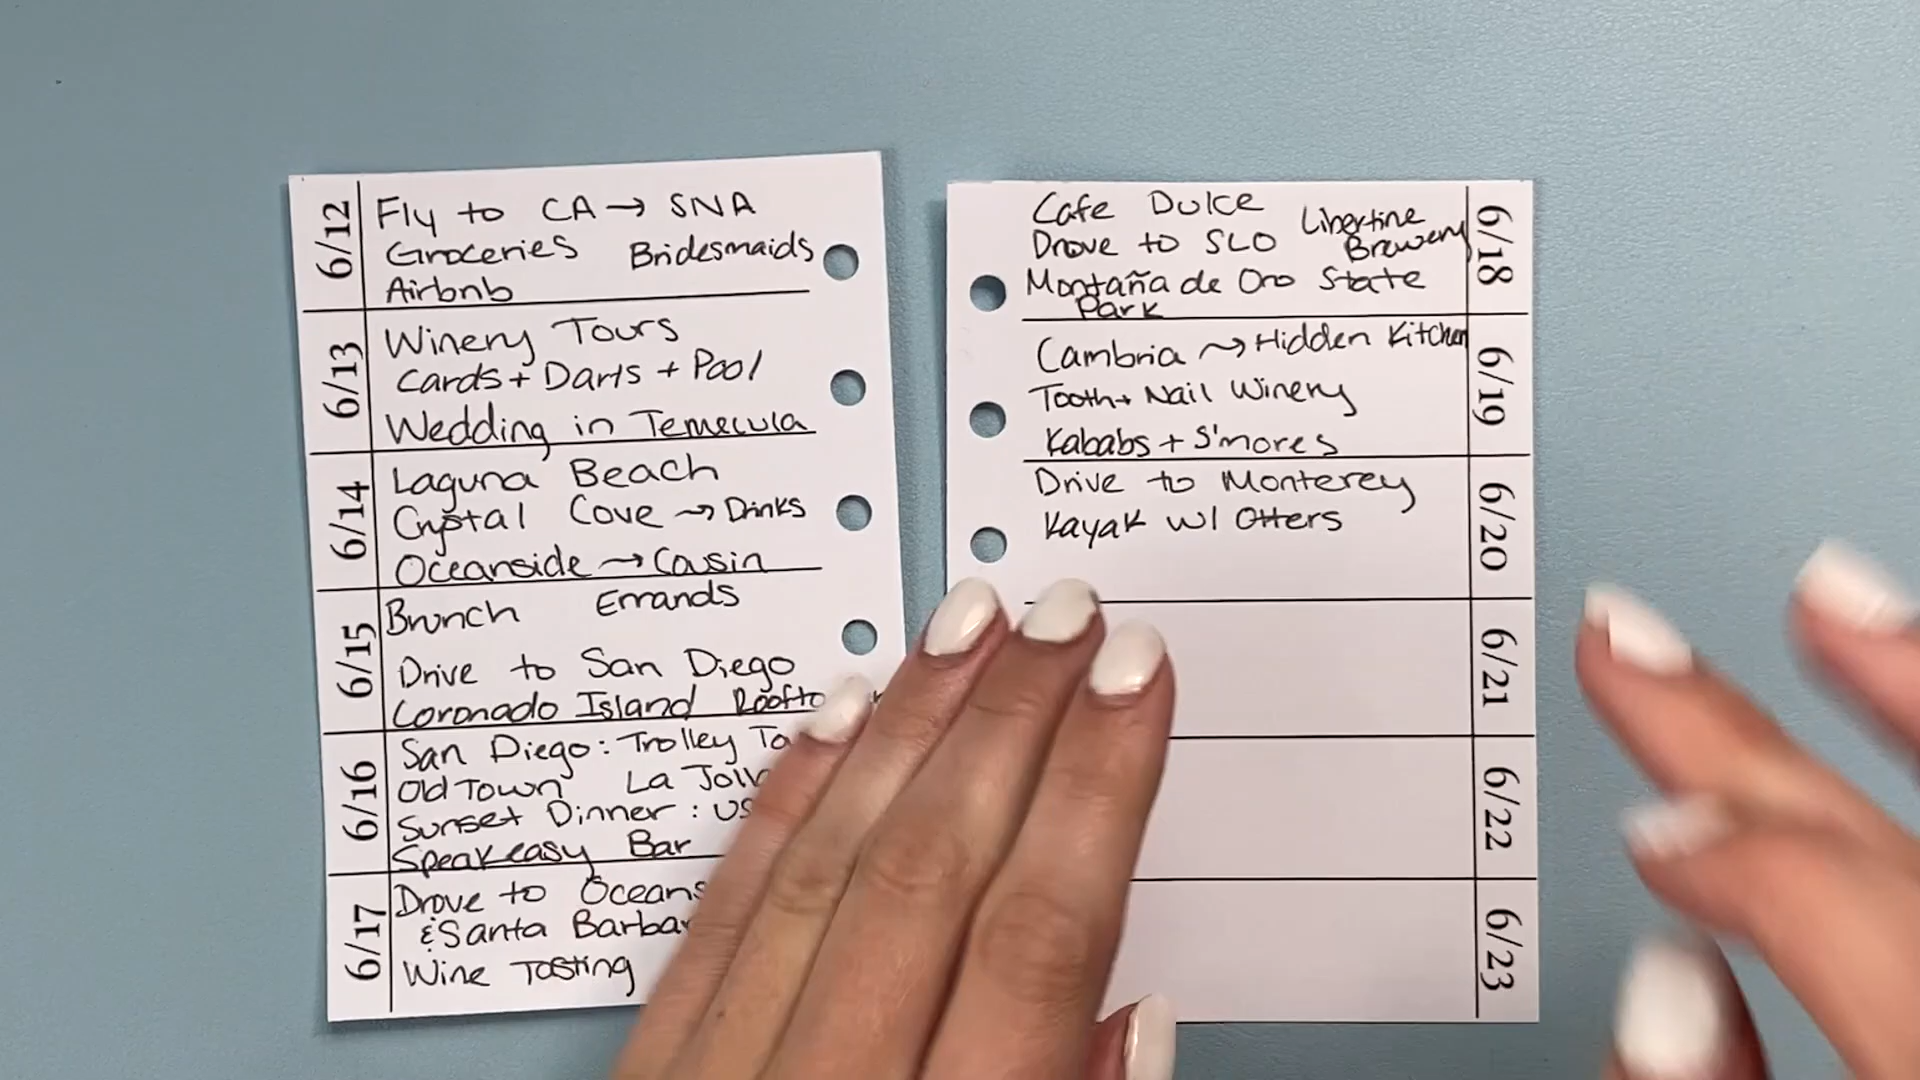 6/12
Fly to CA → SNA
Groceries Bridesmaids
Airbnb
6/13
Winery Tours
Cards + Darts + Pool
Wedding in Temecula
6/14
Laguna Beach
Crystal Cove → Drinks
Oceanside → Cousin
6/15
Brunch Errands
Drive to San Diego
Coronado Island
6/16
San Diego: Trolley
Old Town La
Sunset Dinner :
Speakeasy Bar
6/17
Drove to
& Santa
Wine Tasting
6/18
Cafe Dulce
Drove to SLO Libertine Brewery
Montaña de Oro State
Park
6/19
Cambria → Hidden Kitchen
Tooth + Nail Winery
Kababs + S'mores
6/20
Drive to Monterey
Kayak w/ Otters
6/21
6/22
6/23